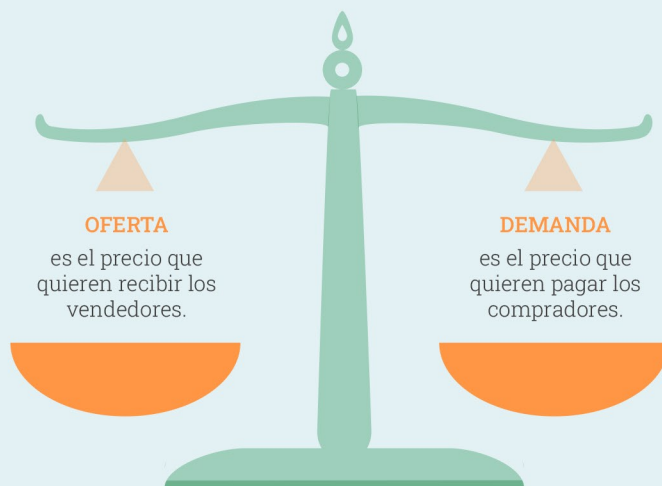 OFERTA
es el precio que
quieren recibir los
vendedores.
DEMANDA
es el precio que
quieren pagar los
compradores.